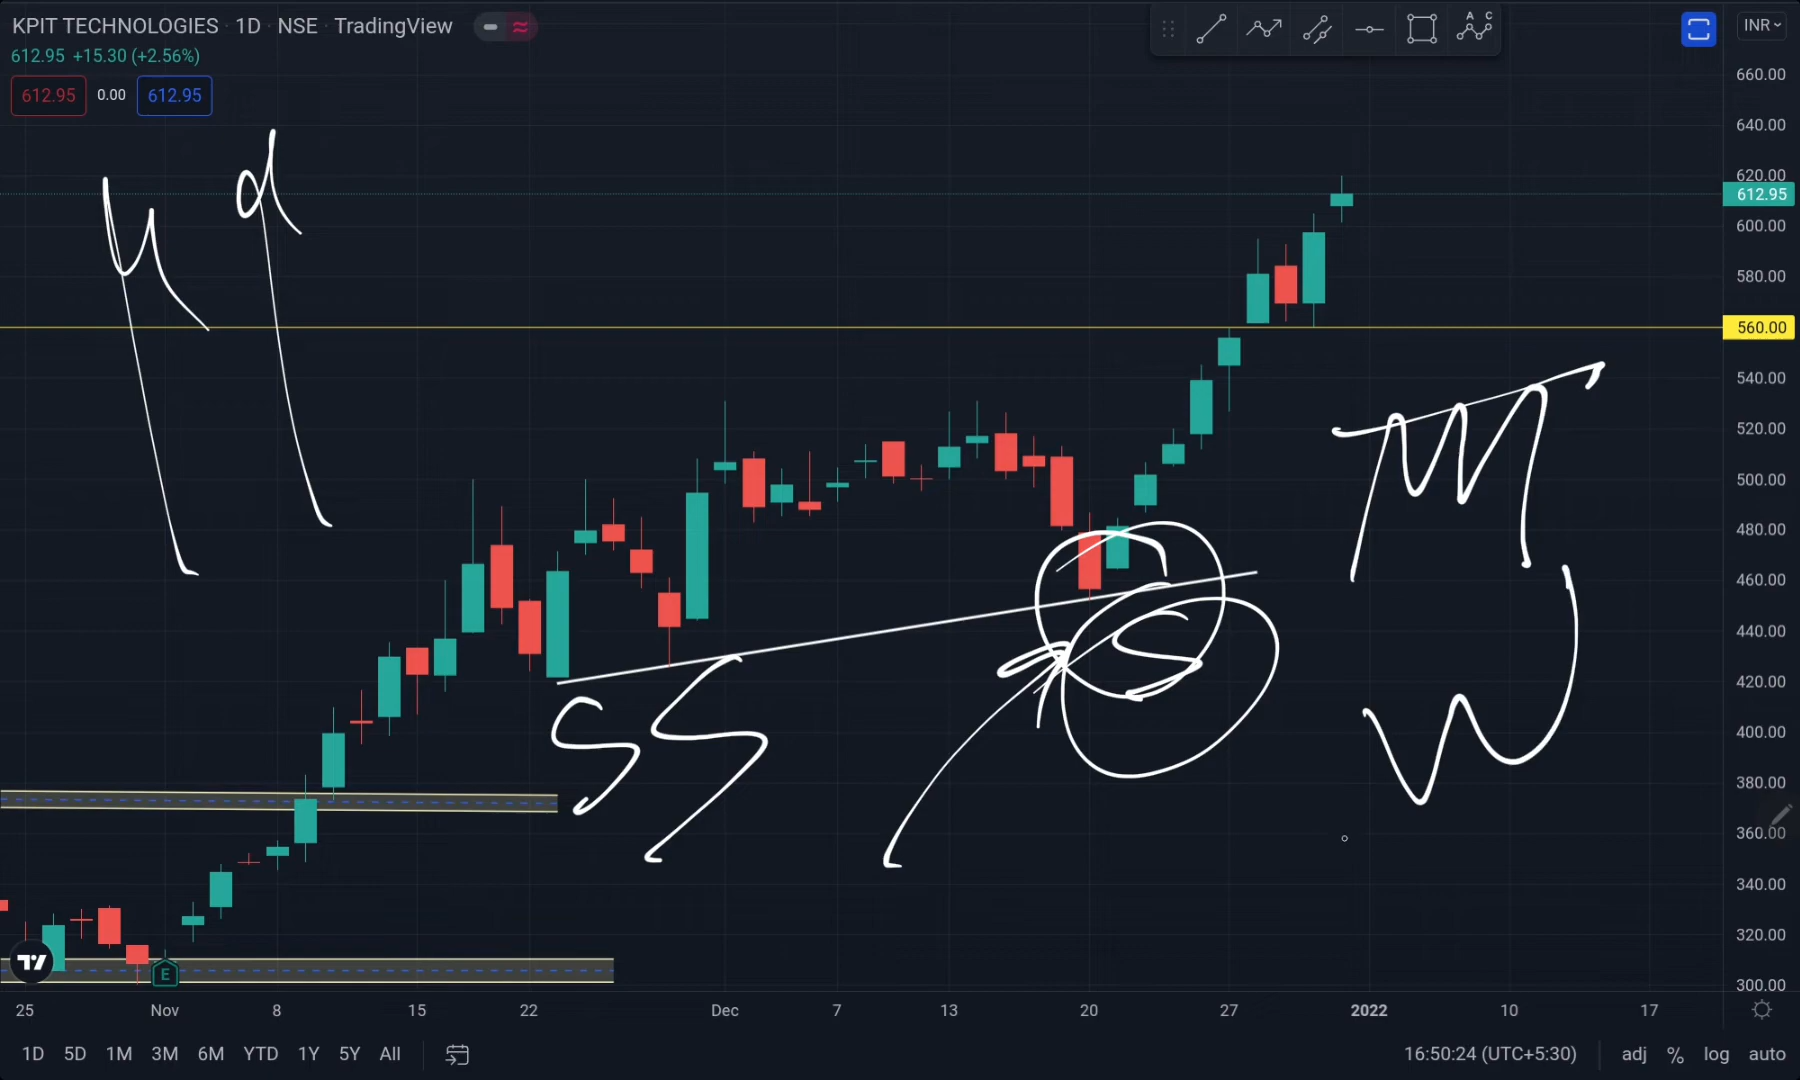 KPIT TECHNOLOGIES · 1D · NSE · TradingView
612.95 +15.30 (+2.56%)
612.95 0.00 612.95
INR
A C
660.00
640.00
620.00
612.95
600.00
580.00
560.00
540.00
520.00
500.00
480.00
460.00
440.00
420.00
400.00
380.00
360.00
340.00
320.00
300.00
SS
S
E
25 Nov 8 15 22 Dec 7 13 20 27 2022 10 17
1D 5D 1M 3M 6M YTD 1Y 5Y All
16:50:24 (UTC+5:30) adj % log auto